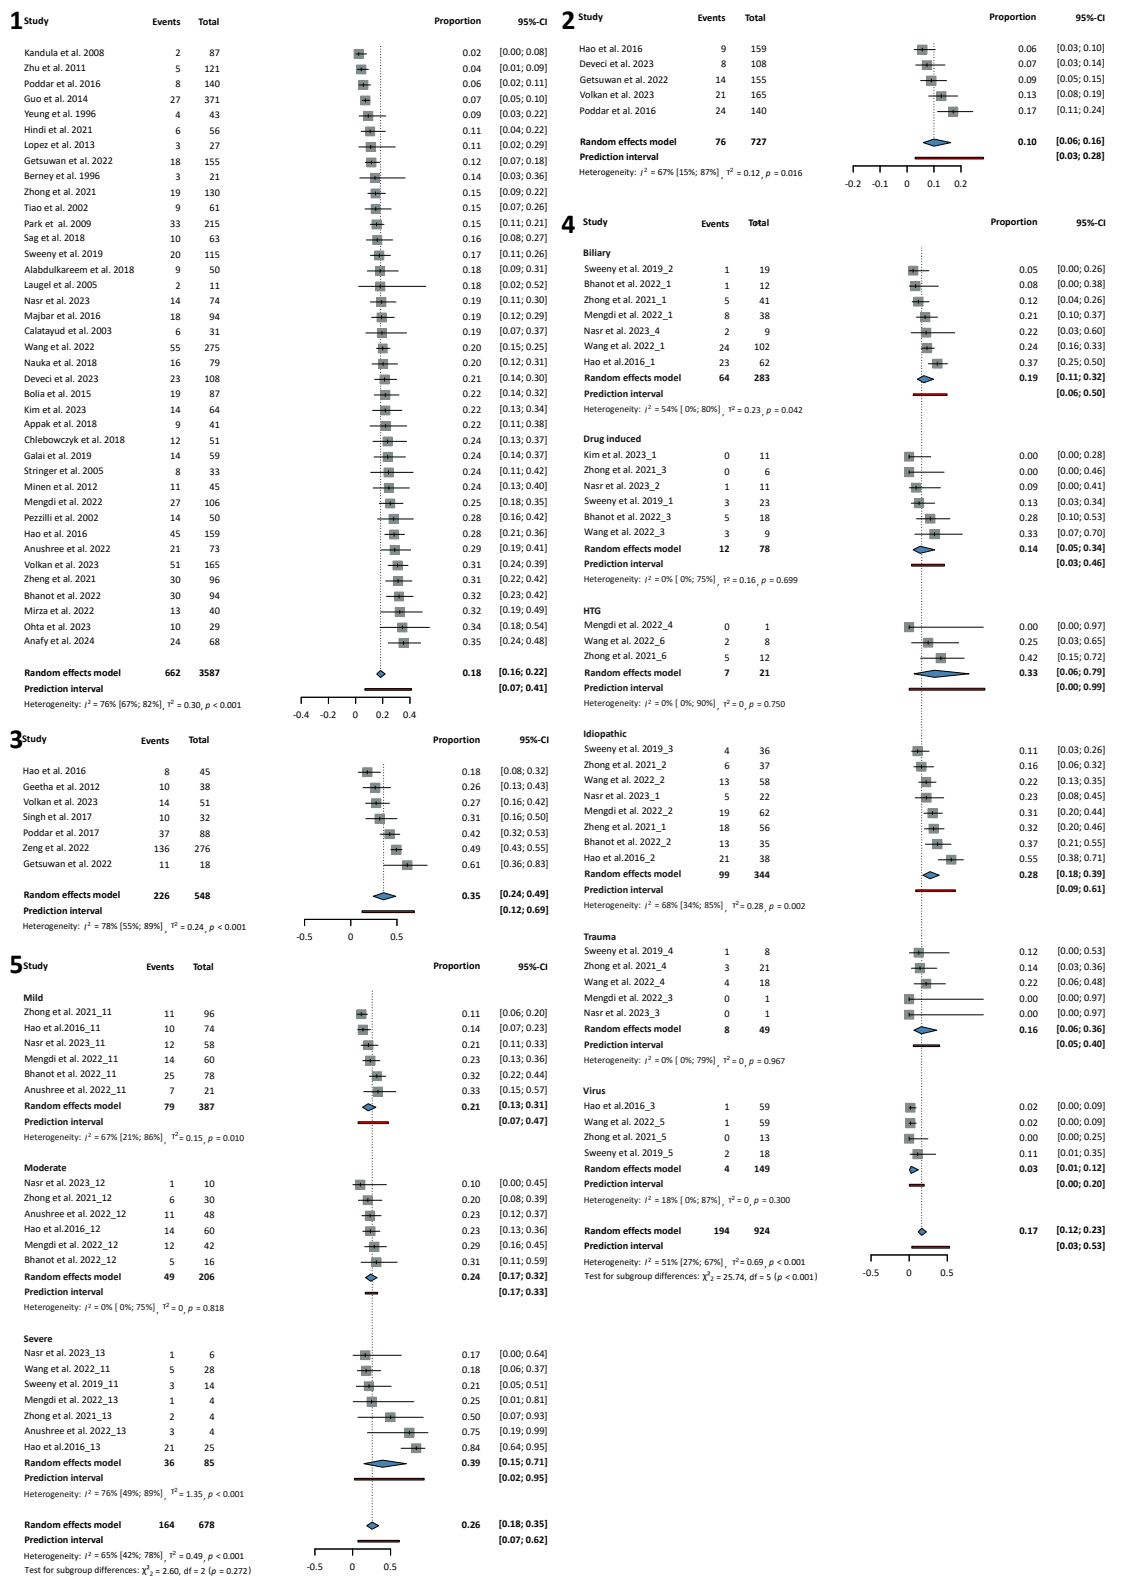 1 Study Events Total Proportion 95%-CI
Kandula et al. 2008 2 87 0.02 [0.00; 0.08]
Zhu et al. 2011 5 121 0.04 [0.01; 0.09]
Poddar et al. 2016 8 140 0.06 [0.02; 0.11]
Guo et al. 2014 27 371 0.07 [0.05; 0.10]
Yeung et al. 1996 4 43 0.09 [0.03; 0.22]
Hindi et al. 2021 6 56 0.11 [0.04; 0.22]
Lopez et al. 2013 3 27 0.11 [0.02; 0.29]
Getsuwan et al. 2022 18 155 0.12 [0.07; 0.18]
Berney et al. 1996 3 21 0.14 [0.03; 0.36]
Zhong et al. 2021 19 130 0.15 [0.09; 0.22]
Tiao et al. 2002 9 61 0.15 [0.07; 0.26]
Park et al. 2009 33 215 0.15 [0.11; 0.21]
Sag et al. 2018 10 63 0.16 [0.08; 0.27]
Sweeny et al. 2019 20 115 0.17 [0.11; 0.26]
Alabdulkareem et al. 2018 9 50 0.18 [0.09; 0.31]
Laugel et al. 2005 2 11 0.18 [0.02; 0.52]
Nasr et al. 2023 14 74 0.19 [0.11; 0.30]
Majbar et al. 2016 18 94 0.19 [0.12; 0.29]
Calatayud et al. 2003 6 31 0.19 [0.07; 0.37]
Wang et al. 2022 55 275 0.20 [0.15; 0.25]
Nauka et al. 2018 16 79 0.20 [0.12; 0.31]
Deveci et al. 2023 23 108 0.21 [0.14; 0.30]
Bolia et al. 2015 19 87 0.22 [0.14; 0.32]
Kim et al. 2023 14 64 0.22 [0.13; 0.34]
Appak et al. 2018 9 41 0.22 [0.11; 0.38]
Chlebowczyk et al. 2018 12 51 0.24 [0.13; 0.37]
Galai et al. 2019 14 59 0.24 [0.14; 0.37]
Stringer et al. 2005 8 33 0.24 [0.11; 0.42]
Minen et al. 2012 11 45 0.24 [0.13; 0.40]
Mengdi et al. 2022 27 106 0.25 [0.18; 0.35]
Pezzilli et al. 2002 14 50 0.28 [0.16; 0.42]
Hao et al. 2016 45 159 0.28 [0.21; 0.36]
Anushree et al. 2022 21 73 0.29 [0.19; 0.41]
Volkan et al. 2023 51 165 0.31 [0.24; 0.39]
Zheng et al. 2021 30 96 0.31 [0.22; 0.42]
Bhanot et al. 2022 30 94 0.32 [0.23; 0.42]
Mirza et al. 2022 13 40 0.32 [0.19; 0.49]
Ohta et al. 2023 10 29 0.34 [0.18; 0.54]
Anafy et al. 2024 24 68 0.35 [0.24; 0.48]
Random effects model 662 3587 0.18 [0.16; 0.22]
Prediction interval [0.07; 0.41]
Heterogeneity: I² = 76% [67%; 82%], τ² = 0.30, p < 0.001
-0.4 -0.2 0 0.2 0.4
2 Study Events Total Proportion 95%-CI
Hao et al. 2016 9 159 0.06 [0.03; 0.10]
Deveci et al. 2023 8 108 0.07 [0.03; 0.14]
Getsuwan et al. 2022 14 155 0.09 [0.05; 0.15]
Volkan et al. 2023 21 165 0.13 [0.08; 0.19]
Poddar et al. 2016 24 140 0.17 [0.11; 0.24]
Random effects model 76 727 0.10 [0.06; 0.16]
Prediction interval [0.03; 0.28]
Heterogeneity: I² = 67% [15%; 87%], τ² = 0.12, p = 0.016
-0.2 -0.1 0 0.1 0.2
3 Study Events Total Proportion 95%-CI
Hao et al. 2016 8 45 0.18 [0.08; 0.32]
Geetha et al. 2012 10 38 0.26 [0.13; 0.43]
Volkan et al. 2023 14 51 0.27 [0.16; 0.42]
Singh et al. 2017 10 32 0.31 [0.16; 0.50]
Poddar et al. 2017 37 88 0.42 [0.32; 0.53]
Zeng et al. 2022 136 276 0.49 [0.43; 0.55]
Getsuwan et al. 2022 11 18 0.61 [0.36; 0.83]
Random effects model 226 548 0.35 [0.24; 0.49]
Prediction interval [0.12; 0.69]
Heterogeneity: I² = 78% [55%; 89%], τ² = 0.24, p < 0.001
-0.5 0 0.5
4 Study Events Total Proportion 95%-CI
Biliary
Sweeny et al. 2019_2 1 19 0.05 [0.00; 0.26]
Bhanot et al. 2022_1 1 12 0.08 [0.00; 0.38]
Zhong et al. 2021_1 5 41 0.12 [0.04; 0.26]
Mengdi et al. 2022_1 8 38 0.21 [0.10; 0.37]
Nasr et al. 2023_4 2 9 0.22 [0.03; 0.60]
Wang et al. 2022_1 24 102 0.24 [0.16; 0.33]
Hao et al.2016_1 23 62 0.37 [0.25; 0.50]
Random effects model 64 283 0.19 [0.11; 0.32]
Prediction interval [0.06; 0.50]
Heterogeneity: I² = 54% [ 0%; 80%], τ² = 0.23, p = 0.042
Drug induced
Kim et al. 2023_1 0 11 0.00 [0.00; 0.28]
Zhong et al. 2021_3 0 6 0.00 [0.00; 0.46]
Nasr et al. 2023_2 1 11 0.09 [0.00; 0.41]
Sweeny et al. 2019_1 3 23 0.13 [0.03; 0.34]
Bhanot et al. 2022_3 5 18 0.28 [0.10; 0.53]
Wang et al. 2022_3 3 9 0.33 [0.07; 0.70]
Random effects model 12 78 0.14 [0.05; 0.34]
Prediction interval [0.03; 0.46]
Heterogeneity: I² = 0% [ 0%; 75%], τ² = 0.16, p = 0.699
HTG
Mengdi et al. 2022_4 0 1 0.00 [0.00; 0.97]
Wang et al. 2022_6 2 8 0.25 [0.03; 0.65]
Zhong et al. 2021_6 5 12 0.42 [0.15; 0.72]
Random effects model 7 21 0.33 [0.06; 0.79]
Prediction interval [0.00; 0.99]
Heterogeneity: I² = 0% [ 0%; 90%], τ² = 0, p = 0.750
Idiopathic
Sweeny et al. 2019_3 4 36 0.11 [0.03; 0.26]
Zhong et al. 2021_2 6 37 0.16 [0.06; 0.32]
Wang et al. 2022_2 13 58 0.22 [0.13; 0.35]
Nasr et al. 2023_1 5 22 0.23 [0.08; 0.45]
Mengdi et al. 2022_2 19 62 0.31 [0.20; 0.44]
Zheng et al. 2021_1 18 56 0.32 [0.20; 0.46]
Bhanot et al. 2022_2 13 35 0.37 [0.21; 0.55]
Hao et al.2016_2 21 38 0.55 [0.38; 0.71]
Random effects model 99 344 0.28 [0.18; 0.39]
Prediction interval [0.09; 0.61]
Heterogeneity: I² = 68% [34%; 85%], τ² = 0.28, p = 0.002
Trauma
Sweeny et al. 2019_4 1 8 0.12 [0.00; 0.53]
Zhong et al. 2021_4 3 21 0.14 [0.03; 0.36]
Wang et al. 2022_4 4 18 0.22 [0.06; 0.48]
Mengdi et al. 2022_3 0 1 0.00 [0.00; 0.97]
Nasr et al. 2023_3 0 1 0.00 [0.00; 0.97]
Random effects model 8 49 0.16 [0.06; 0.36]
Prediction interval [0.05; 0.40]
Heterogeneity: I² = 0% [ 0%; 79%], τ² = 0, p = 0.967
Virus
Hao et al.2016_3 1 59 0.02 [0.00; 0.09]
Wang et al. 2022_5 1 59 0.02 [0.00; 0.09]
Zhong et al. 2021_5 0 13 0.00 [0.00; 0.25]
Sweeny et al. 2019_5 2 18 0.11 [0.01; 0.35]
Random effects model 4 149 0.03 [0.01; 0.12]
Prediction interval [0.00; 0.20]
Heterogeneity: I² = 18% [ 0%; 87%], τ² = 0, p = 0.300
Random effects model 194 924 0.17 [0.12; 0.23]
Prediction interval [0.03; 0.53]
Heterogeneity: I² = 51% [27%; 67%], τ² = 0.69, p < 0.001
Test for subgroup differences: χ²₂ = 25.74, df = 5 (p < 0.001)
-0.5 0 0.5
5 Study Events Total Proportion 95%-CI
Mild
Zhong et al. 2021_11 11 96 0.11 [0.06; 0.20]
Hao et al.2016_11 10 74 0.14 [0.07; 0.23]
Nasr et al. 2023_11 12 58 0.21 [0.11; 0.33]
Mengdi et al. 2022_11 14 60 0.23 [0.13; 0.36]
Bhanot et al. 2022_11 25 78 0.32 [0.22; 0.44]
Anushree et al. 2022_11 7 21 0.33 [0.15; 0.57]
Random effects model 79 387 0.21 [0.13; 0.31]
Prediction interval [0.07; 0.47]
Heterogeneity: I² = 67% [21%; 86%], τ² = 0.15, p = 0.010
Moderate
Nasr et al. 2023_12 1 10 0.10 [0.00; 0.45]
Zhong et al. 2021_12 6 30 0.20 [0.08; 0.39]
Anushree et al. 2022_12 11 48 0.23 [0.12; 0.37]
Hao et al.2016_12 14 60 0.23 [0.13; 0.36]
Mengdi et al. 2022_12 12 42 0.29 [0.16; 0.45]
Bhanot et al. 2022_12 5 16 0.31 [0.11; 0.59]
Random effects model 49 206 0.24 [0.17; 0.32]
Prediction interval [0.17; 0.33]
Heterogeneity: I² = 0% [ 0%; 75%], τ² = 0, p = 0.818
Severe
Nasr et al. 2023_13 1 6 0.17 [0.00; 0.64]
Wang et al. 2022_11 5 28 0.18 [0.06; 0.37]
Sweeny et al. 2019_11 3 14 0.21 [0.05; 0.51]
Mengdi et al. 2022_13 1 4 0.25 [0.01; 0.81]
Zhong et al. 2021_13 2 4 0.50 [0.07; 0.93]
Anushree et al. 2022_13 3 4 0.75 [0.19; 0.99]
Hao et al.2016_13 21 25 0.84 [0.64; 0.95]
Random effects model 36 85 0.39 [0.15; 0.71]
Prediction interval [0.02; 0.95]
Heterogeneity: I² = 76% [49%; 89%], τ² = 1.35, p < 0.001
Random effects model 164 678 0.26 [0.18; 0.35]
Prediction interval [0.07; 0.62]
Heterogeneity: I² = 65% [42%; 78%], τ² = 0.49, p < 0.001
Test for subgroup differences: χ²₂ = 2.60, df = 2 (p = 0.272)
-0.5 0 0.5